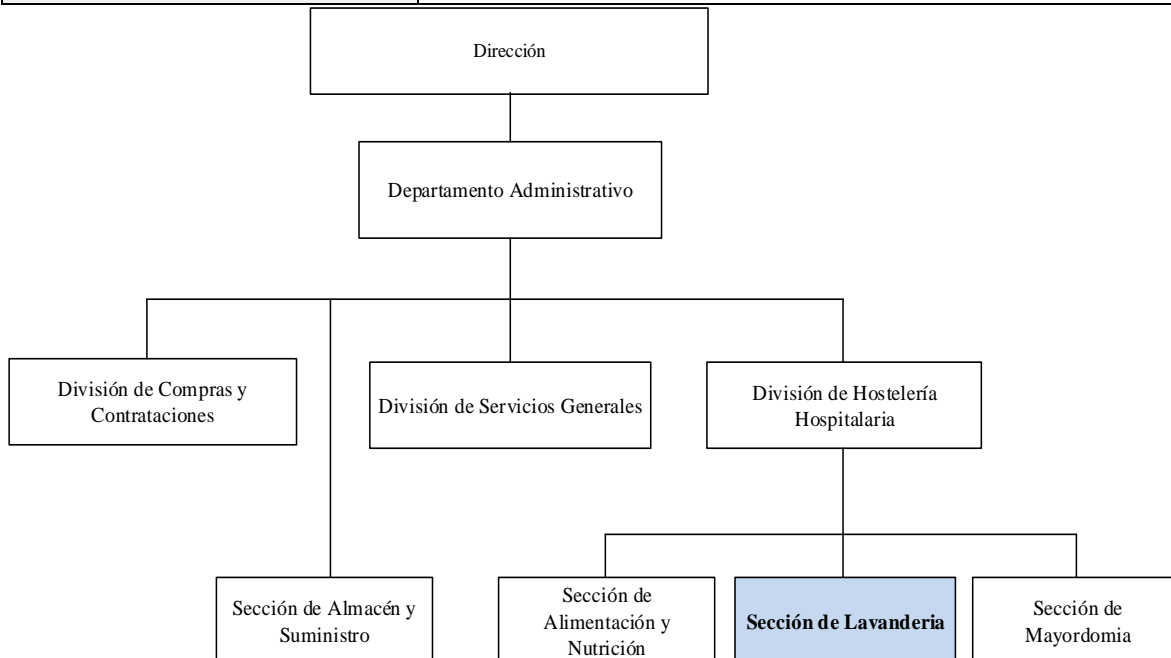 Dirección
Departamento Administrativo
División de Compras y
Contrataciones
División de Servicios Generales
División de Hostelería
Hospitalaria
Sección de Almacén y
Suministro
Sección de
Alimentación y
Nutrición
Sección de Lavanderia
Sección de
Mayordomia